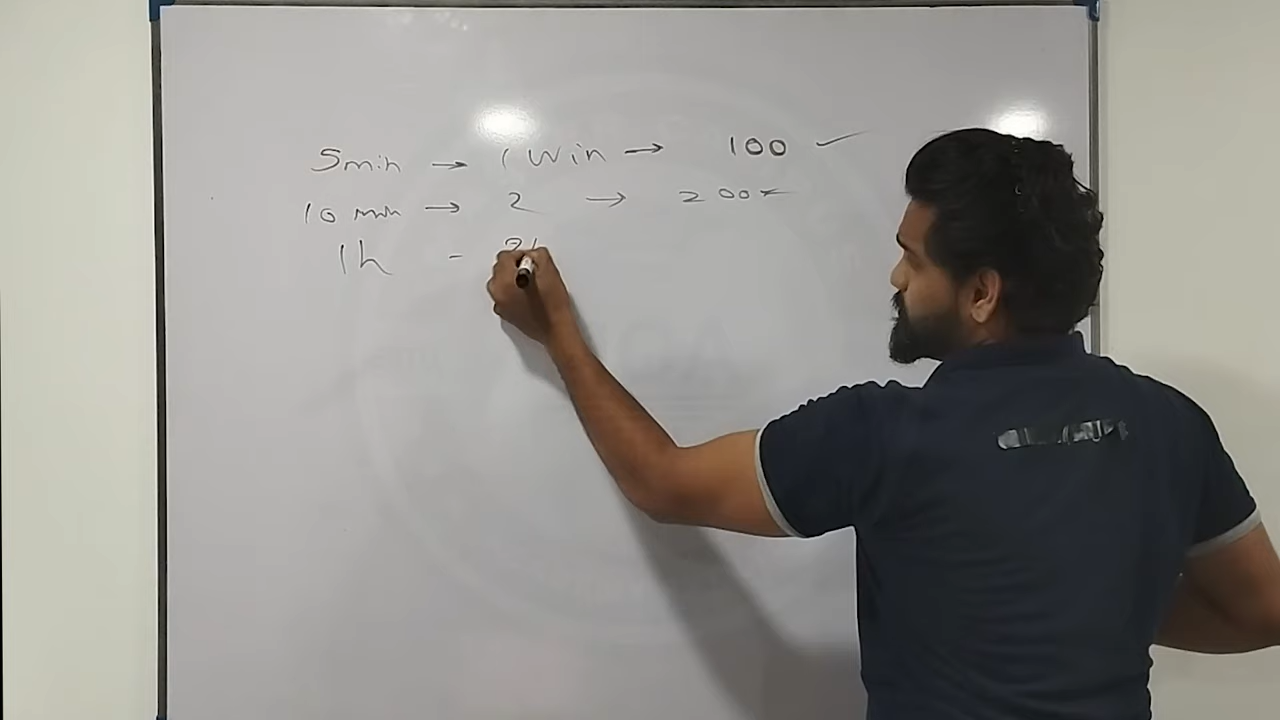 5min → 1 Win → 100 ✓
10 min → 2 → 200
1h -